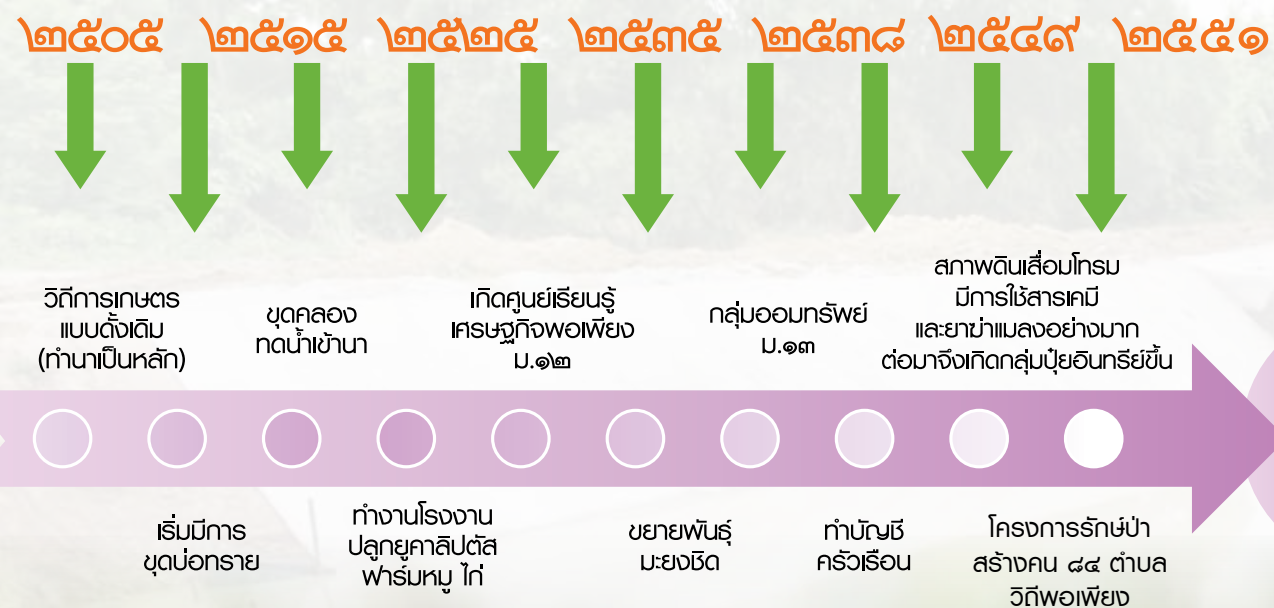 ๒๕๐๕ ๒๕๑๕ ๒๕๒๕ ๒๕๓๕ ๒๕๓๘ ๒๕๔๙ ๒๕๕๑
วิถีการเกษตร
แบบดั้งเดิม
(ทำนาเป็นหลัก)
ขุดคลอง
ทดน้ำเข้านา
เกิดศูนย์เรียนรู้
เศรษฐกิจพอเพียง
ม.๑๒
กลุ่มออมทรัพย์
ม.๑๓
สภาพดินเสื่อมโทรม
มีการใช้สารเคมี
และยาฆ่าแมลงอย่างมาก
ต่อมาจึงเกิดกลุ่มปุ๋ยอินทรีย์ขึ้น
เริ่มมีการ
ขุดบ่อทราย
ทำงานโรงงาน
ปลูกยูคาลิปตัส
ฟาร์มหมู ไก่
ขยายพันธุ์
มะยงชิด
ทำบัญชี
ครัวเรือน
โครงการรักษ์ป่า
สร้างคน ๘๔ ตำบล
วิถีพอเพียง